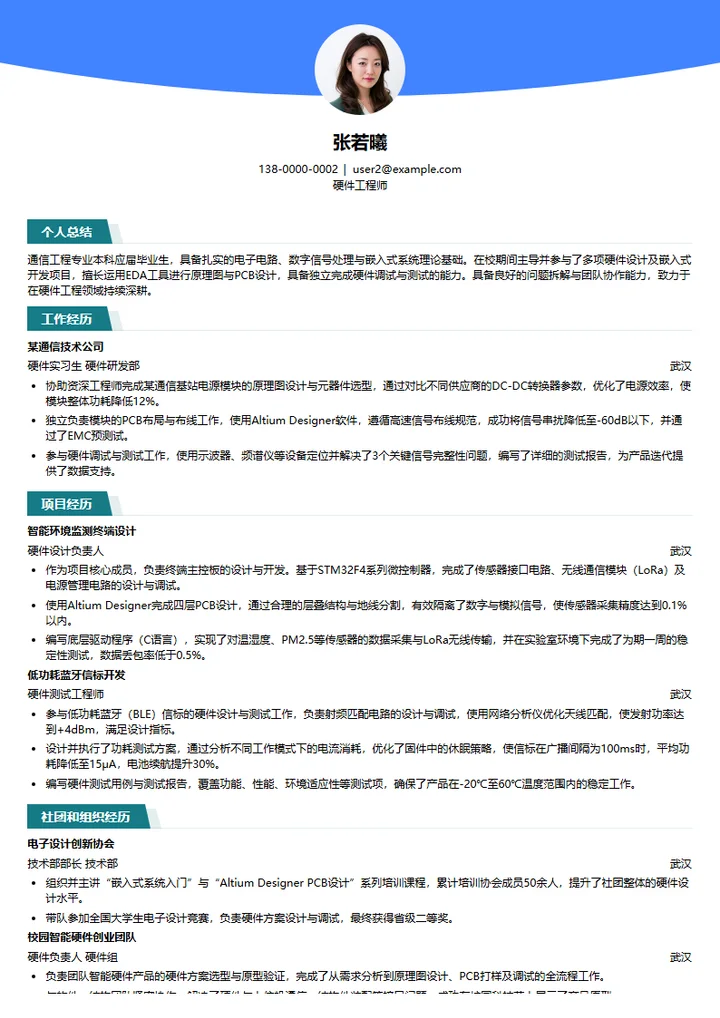 张若曦
138-0000-0002 | user2@example.com
硬件工程师
个人总结
通信工程专业本科应届毕业生，具备扎实的电子电路、数字信号处理与嵌入式系统理论基础。在校期间主导并参与了多项硬件设计及嵌入式
开发项目，擅长运用EDA工具进行原理图与PCB设计，具备独立完成硬件调试与测试的能力。具备良好的问题拆解与团队协作能力，致力于
在硬件工程领域持续深耕。
工作经历
某通信技术公司
硬件实习生 硬件研发部 武汉
• 协助资深工程师完成某通信基站电源模块的原理图设计与元器件选型，通过对比不同供应商的DC-DC转换器参数，优化了电源效率，使
模块整体功耗降低12%。
• 独立负责模块的PCB布局与布线工作，使用Altium Designer软件，遵循高速信号布线规范，成功将信号串扰降低至-60dB以下，并通
过了EMC预测试。
• 参与硬件调试与测试工作，使用示波器、频谱仪等设备定位并解决了3个关键信号完整性问题，编写了详细的测试报告，为产品迭代提
供了数据支持。
项目经历
智能环境监测终端设计
硬件设计负责人 武汉
• 作为项目核心成员，负责终端主控板的设计与开发。基于STM32F4系列微控制器，完成了传感器接口电路、无线通信模块（LoRa）及
电源管理电路的设计与调试。
• 使用Altium Designer完成四层PCB设计，通过合理的层叠结构与地线分割，有效隔离了数字与模拟信号，使传感器采集精度达到0.1%
以内。
• 编写底层驱动程序（C语言），实现了对温湿度、PM2.5等传感器的数据采集与LoRa无线传输，并在实验室环境下完成了为期一周的稳
定性测试，数据丢包率低于0.5%。
低功耗蓝牙信标开发
硬件测试工程师 武汉
• 参与低功耗蓝牙（BLE）信标的硬件设计与测试工作，负责射频匹配电路的设计与调试，使用网络分析仪优化天线匹配，使发射功率达
到+4dBm，满足设计指标。
• 设计并执行了功耗测试方案，通过分析不同工作模式下的电流消耗，优化了固件中的休眠策略，使信标在广播间隔为100ms时，平均功
耗降低至15μA，电池续航提升30%。
• 编写硬件测试用例与测试报告，覆盖功能、性能、环境适应性等测试项，确保了产品在-20℃至60℃温度范围内的稳定工作。
社团和组织经历
电子设计创新协会
技术部部长 技术部 武汉
• 组织并主讲“嵌入式系统入门”与“Altium Designer PCB设计”系列培训课程，累计培训协会成员50余人，提升了社团整体的硬件设
计水平。
• 带队参加全国大学生电子设计竞赛，负责硬件方案设计与调试，最终获得省级二等奖。
校园智能硬件创业团队
硬件负责人 硬件组 武汉
• 负责团队智能硬件产品的硬件方案选型与原型验证，完成了从需求分析到原理图设计、PCB打样及调试的全流程工作。